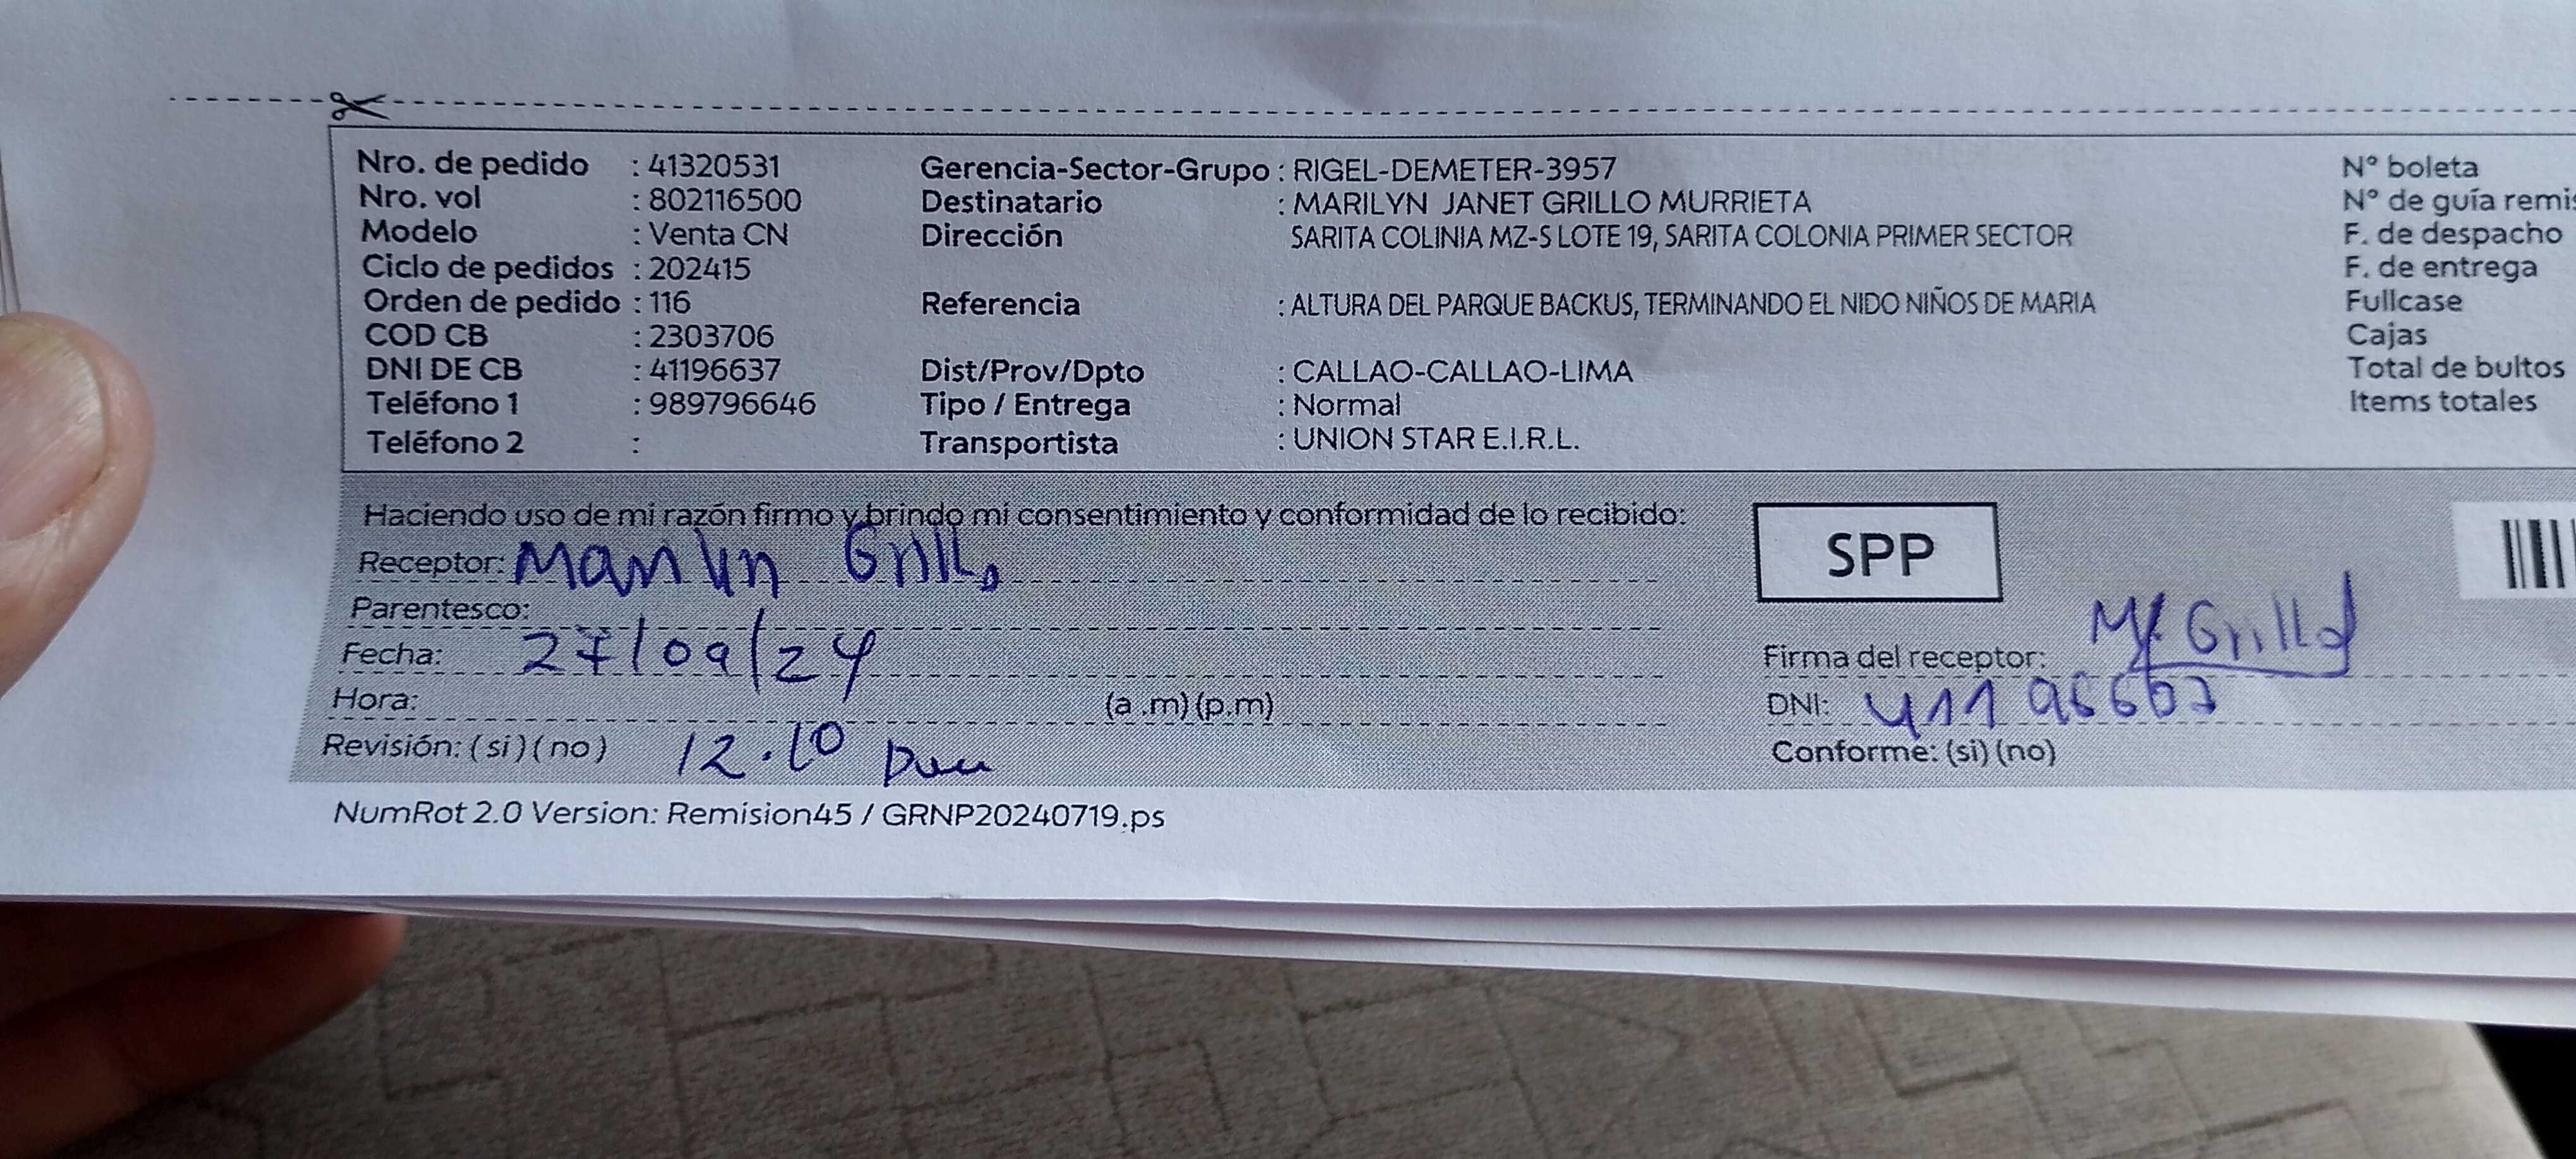 Nro. de pedido : 41320531 Gerencia-Sector-Grupo : RIGEL-DEMETER-3957 N° boleta
Nro. vol : 802116500 Destinatario : MARILYN JANET GRILLO MURRIETA N° de guía remis
Modelo : Venta CN Dirección SARITA COLINIA MZ-S LOTE 19, SARITA COLONIA PRIMER SECTOR F. de despacho
Ciclo de pedidos : 202415 F. de entrega
Orden de pedido : 116 Referencia : ALTURA DEL PARQUE BACKUS, TERMINANDO EL NIDO NIÑOS DE MARIA Fullcase
COD CB : 2303706 Cajas
DNI DE CB : 41196637 Dist/Prov/Dpto : CALLAO-CALLAO-LIMA Total de bultos
Teléfono 1 : 989796646 Tipo / Entrega : Normal Items totales
Teléfono 2 : Transportista : UNION STAR E.I.R.L.
Haciendo uso de mi razón firmo y brindo mi consentimiento y conformidad de lo recibido:
SPP
Receptor: Marilyn Grillo
Parentesco:
Fecha: 27/09/24 Firma del receptor: M Grillo
Hora: (a .m) (p.m) DNI: 41196637
Revisión: (si) (no) 12.10 pm Conforme: (si) (no)
NumRot 2.0 Version: Remision45 / GRNP20240719.ps